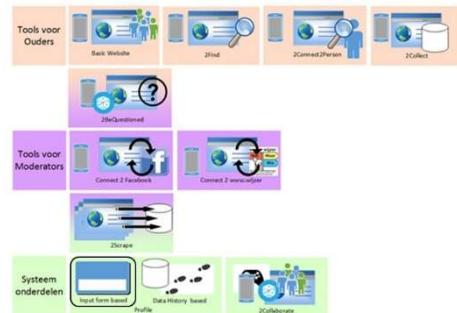 Tools voor
Ouders
Basic Website
2Find
2Connect2Person
2Collect
2BeQuestioned
Tools voor
Moderators
Connect 2 Facebook
Connect 2 www.wijzer
2Scrape
Systeem
onderdelen
Input form based
Data History based
Profile
2Collaborate